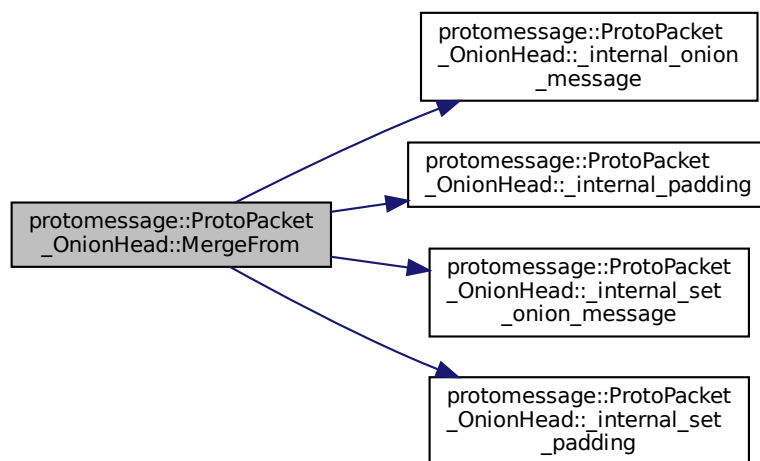 protomessage::ProtoPacket
_OnionHead::_internal_onion
_message
protomessage::ProtoPacket
_OnionHead::_internal_padding
protomessage::ProtoPacket
_OnionHead::MergeFrom
protomessage::ProtoPacket
_OnionHead::_internal_set
_onion_message
protomessage::ProtoPacket
_OnionHead::_internal_set
_padding